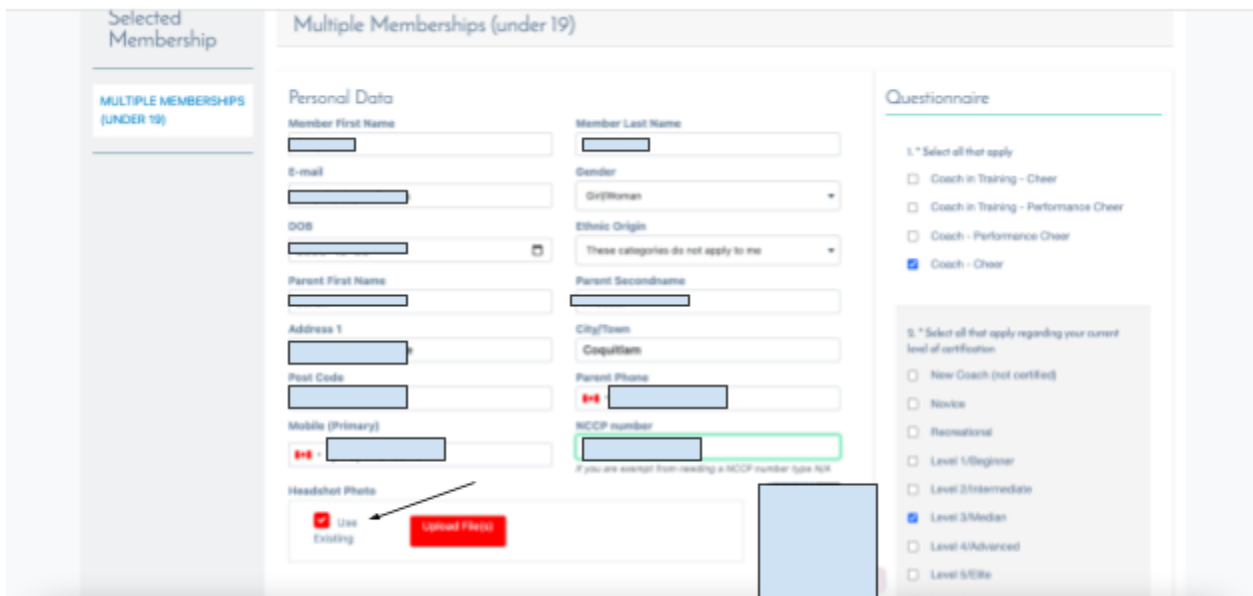 Selected
Membership
Multiple Memberships (under 19)
MULTIPLE MEMBERSHIPS
(UNDER 19)
Personal Data
Member First Name
Member Last Name
E-mail
Gender
Girl/Woman
DOB
Ethnic Origin
These categories do not apply to me
Parent First Name
Parent Secondname
Address 1
City/Town
Coquitlam
Post Code
Parent Phone
Mobile (Primary)
NCCP number
If you are exempt from needing a NCCP number type N/A
Headshot Photo
Use
Existing
Upload File(s)
Questionnaire
1. * Select all that apply
Coach in Training - Cheer
Coach in Training - Performance Cheer
Coach - Performance Cheer
Coach - Cheer
2. * Select all that apply regarding your current
level of certification
New Coach (not certified)
Novice
Recreational
Level 1/Beginner
Level 2/Intermediate
Level 3/Median
Level 4/Advanced
Level 5/Elite